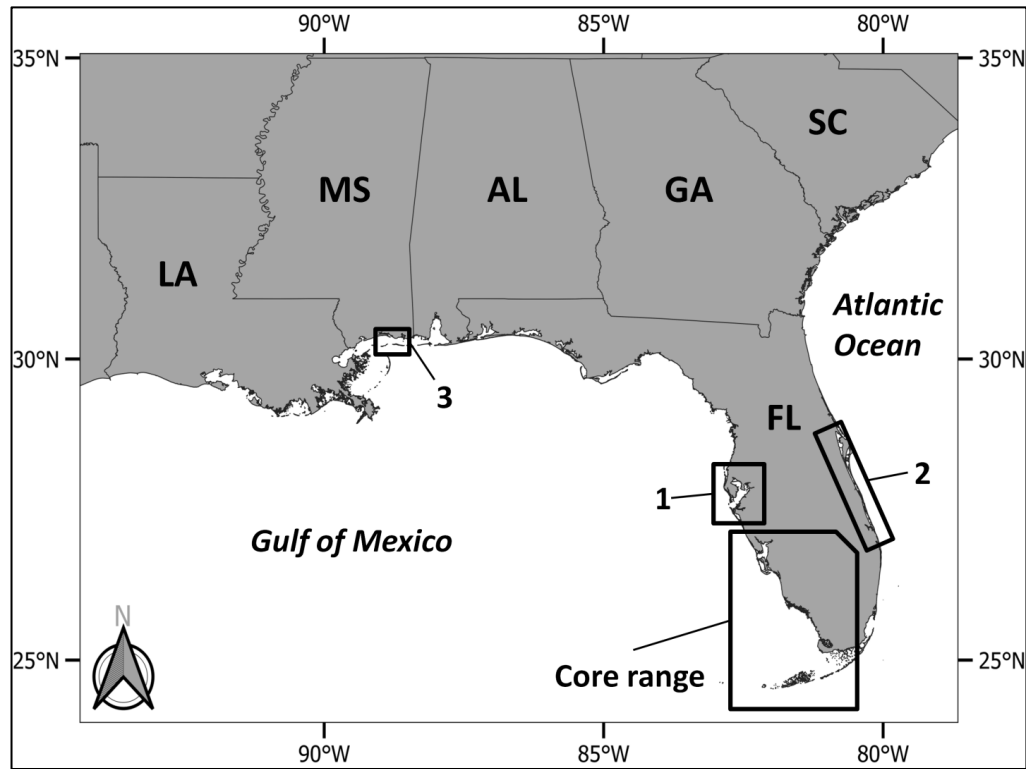 90°W 85°W 80°W
35°N 35°N
SC
MS AL GA
LA
Atlantic
Ocean
30°N 30°N
3
FL
1 2
Gulf of Mexico
N
25°N 25°N
Core range
90°W 85°W 80°W